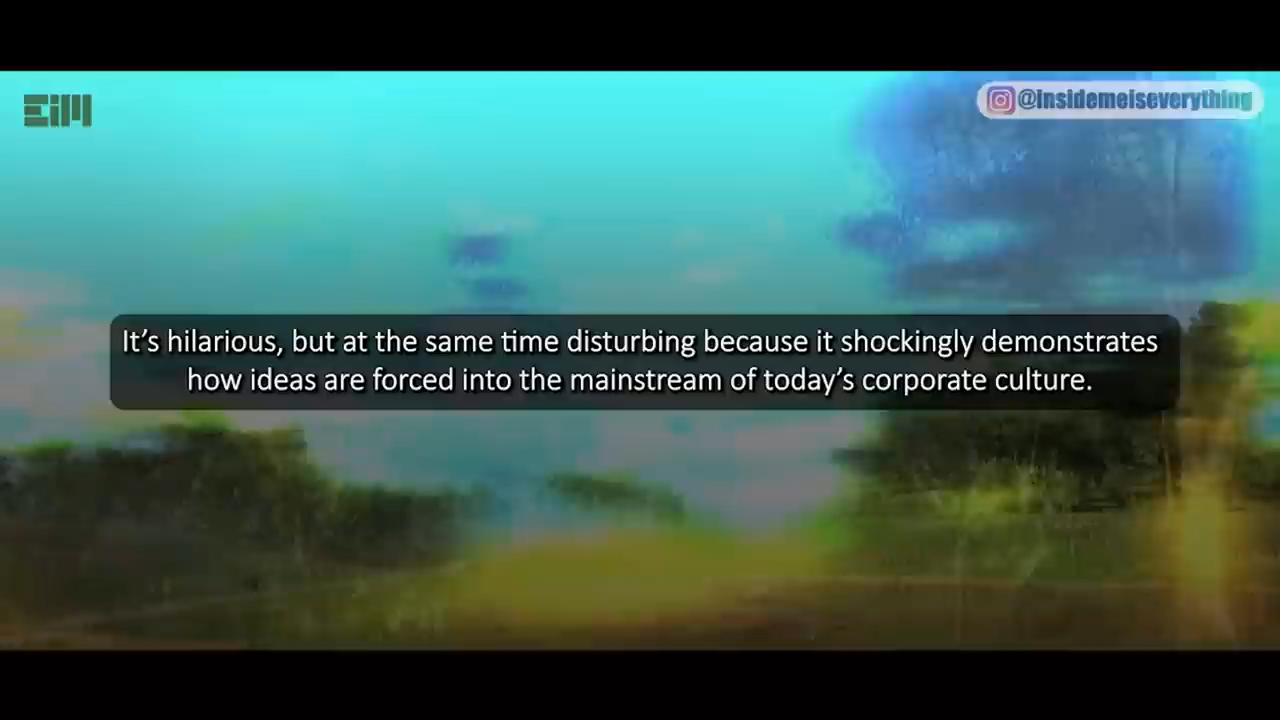 EiM
@insidemeiseverything
It’s hilarious, but at the same time disturbing because it shockingly demonstrates
how ideas are forced into the mainstream of today’s corporate culture.